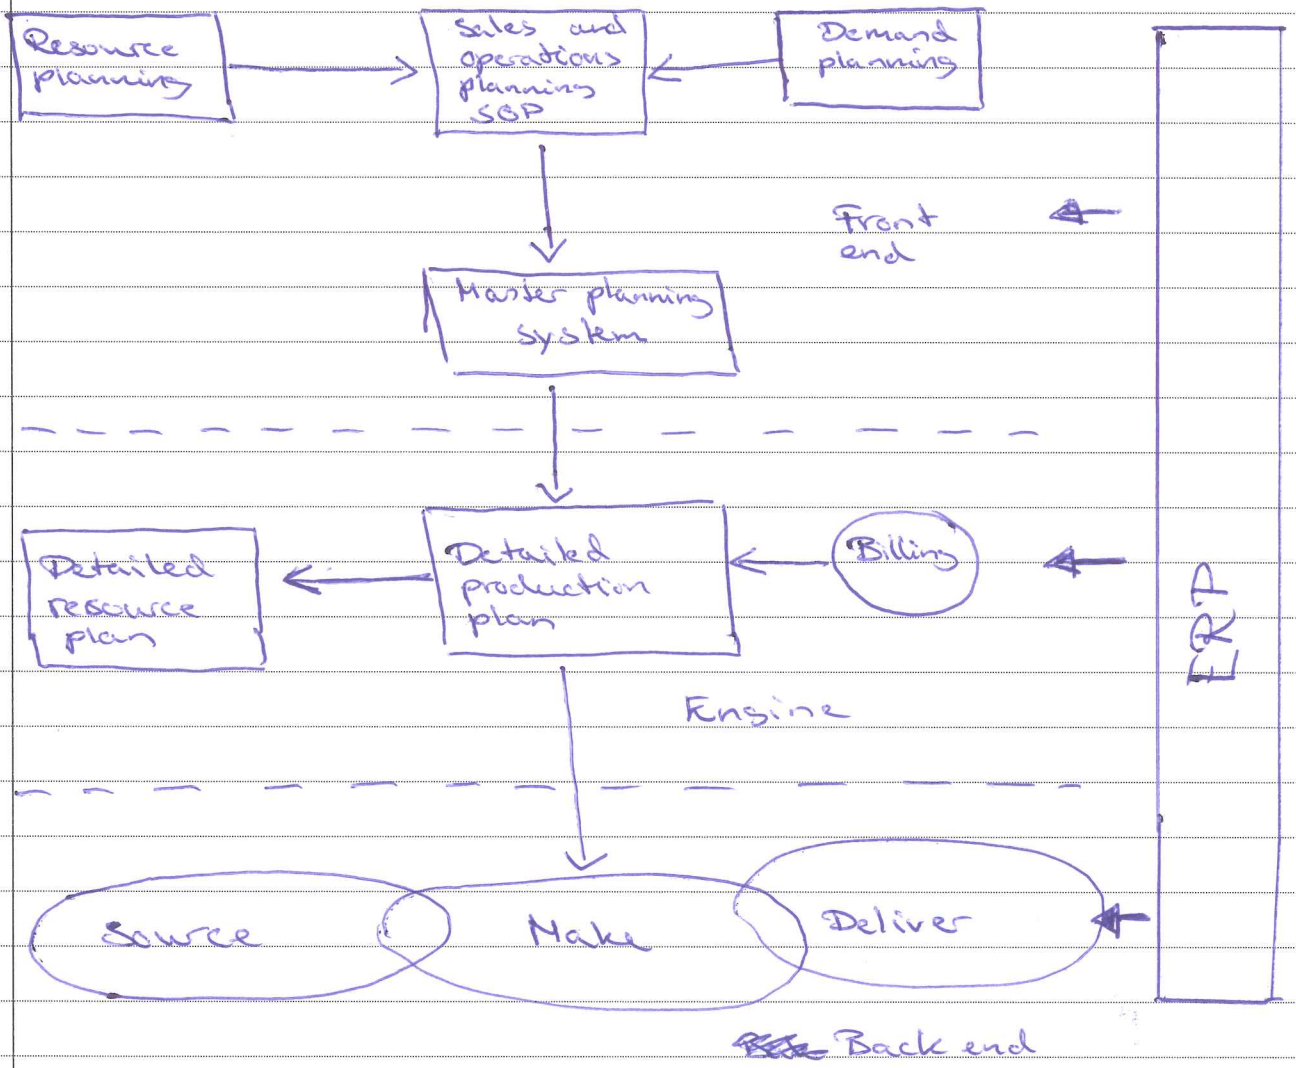 Resource
planning
Sales and
operations
planning
SOP
Demand
planning
Front
end
Master planning
system
Detailed
resource
plan
Detailed
production
plan
Billing
ERP
Engine
Source
Make
Deliver
Back end